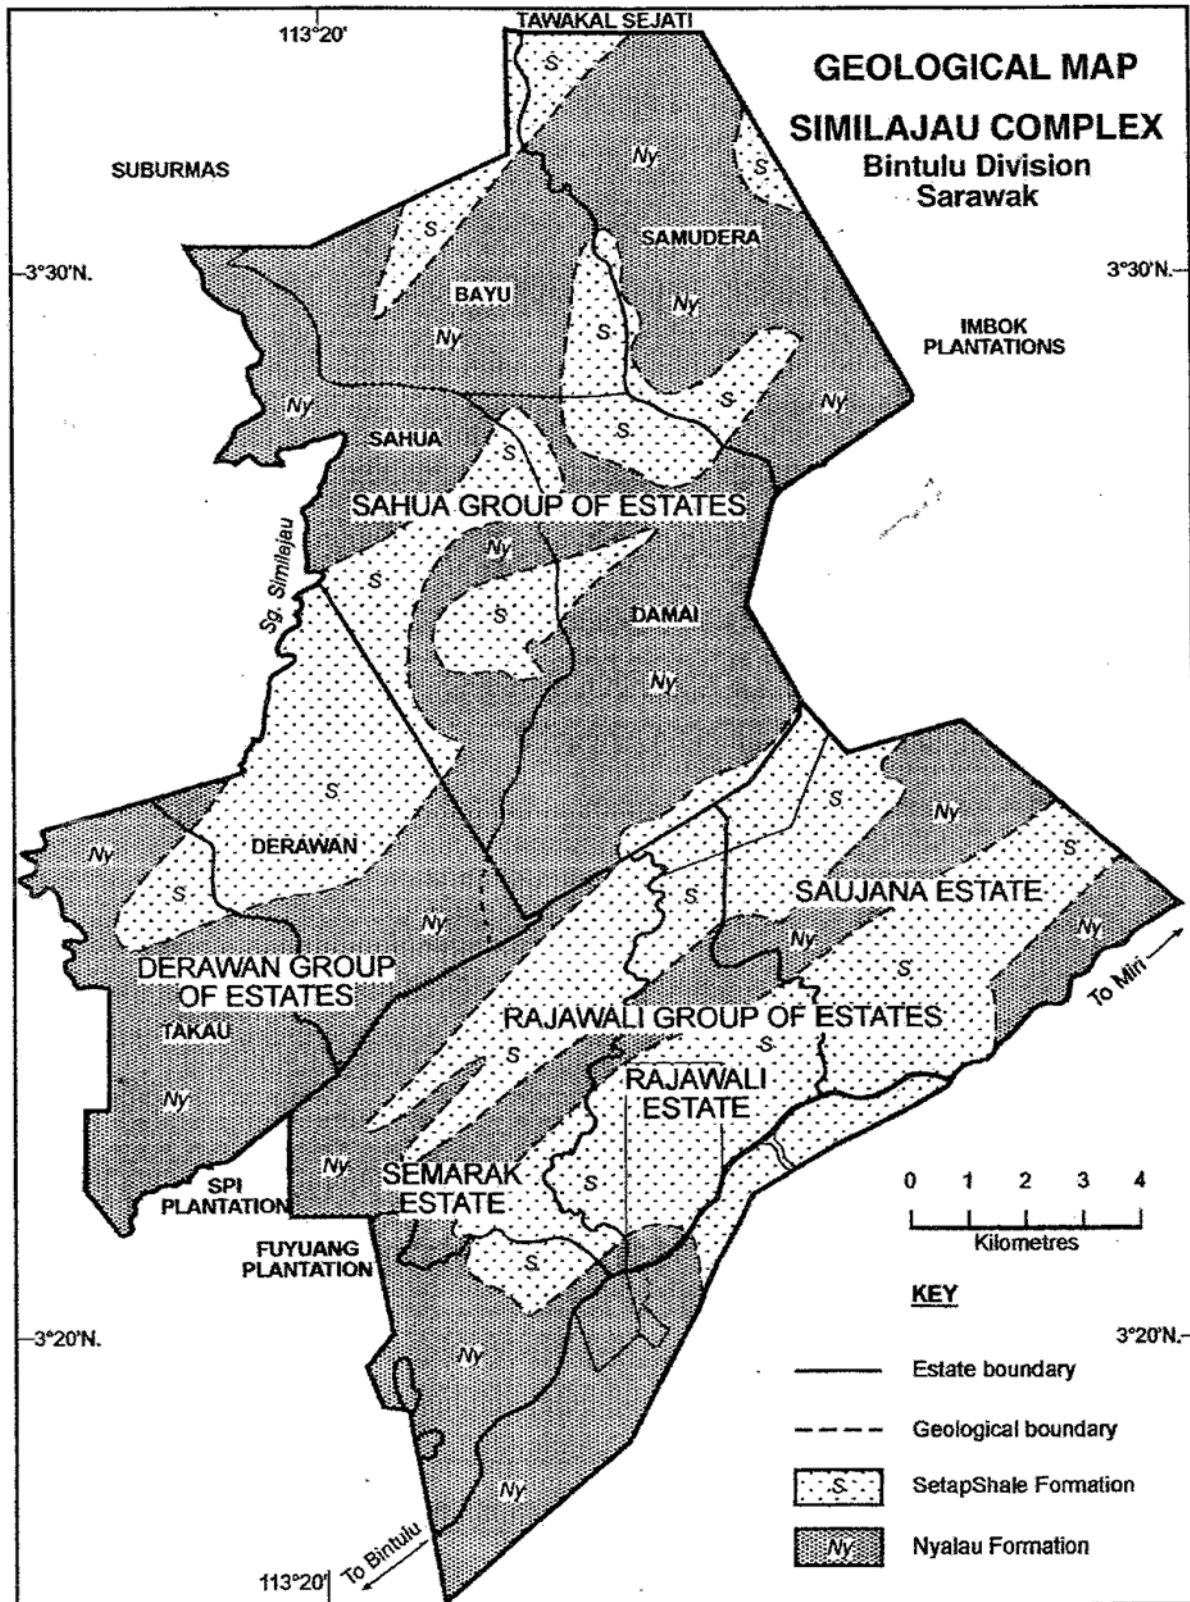 TAWAKAL SEJATI
113°20'
GEOLOGICAL MAP
SIMILAJAU COMPLEX
Bintulu Division
Sarawak
S
Ny
S
SUBURMAS
S
SAMUDERA
3°30'N.
3°30'N.
BAYU
Ny
IMBOK
PLANTATIONS
Ny
S
Ny
S
Ny
SAHUA
S
S
SAHUA GROUP OF ESTATES
Ny
Sg. Similajau
S
S
DAMAI
Ny
S
S
Ny
DERAWAN
Ny
S
S
S
SAUJANA ESTATE
Ny
Ny
Ny
DERAWAN GROUP
OF ESTATES
S
To Miri
TAKAU
RAJAWALI GROUP OF ESTATES
S
S
RAJAWALI
ESTATE
Ny
Ny
SEMARAK
ESTATE
S
SPI
PLANTATION
0 1 2 3 4
Kilometres
FUYUANG
PLANTATION
S
KEY
3°20'N.
3°20'N.
Ny
Estate boundary
Geological boundary
S
SetapShale Formation
Ny
Ny
Nyalau Formation
To Bintulu
113°20'